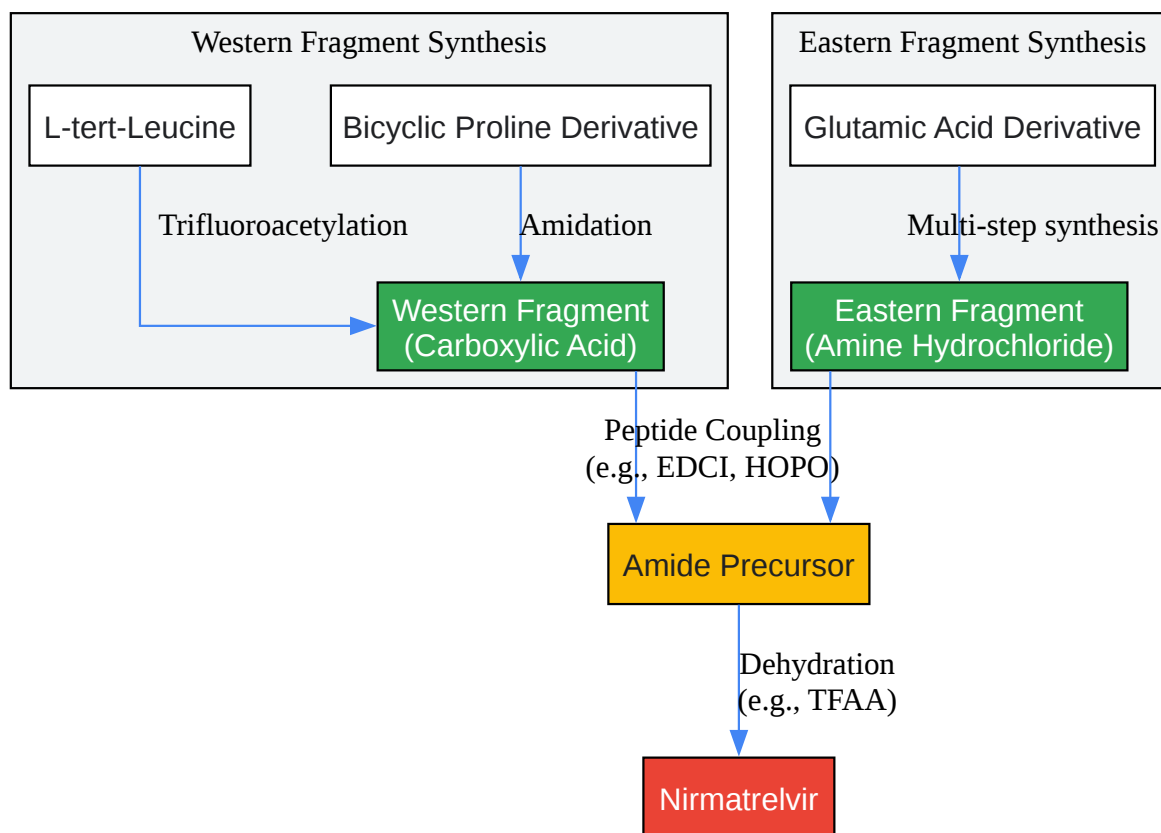 Western Fragment Synthesis
Eastern Fragment Synthesis
L-tert-Leucine
Bicyclic Proline Derivative
Glutamic Acid Derivative
Trifluoroacetylation
Amidation
Multi-step synthesis
Western Fragment
(Carboxylic Acid)
Eastern Fragment
(Amine Hydrochloride)
Peptide Coupling
(e.g., EDCI, HOPO)
Amide Precursor
Dehydration
(e.g., TFAA)
Nirmatrelvir